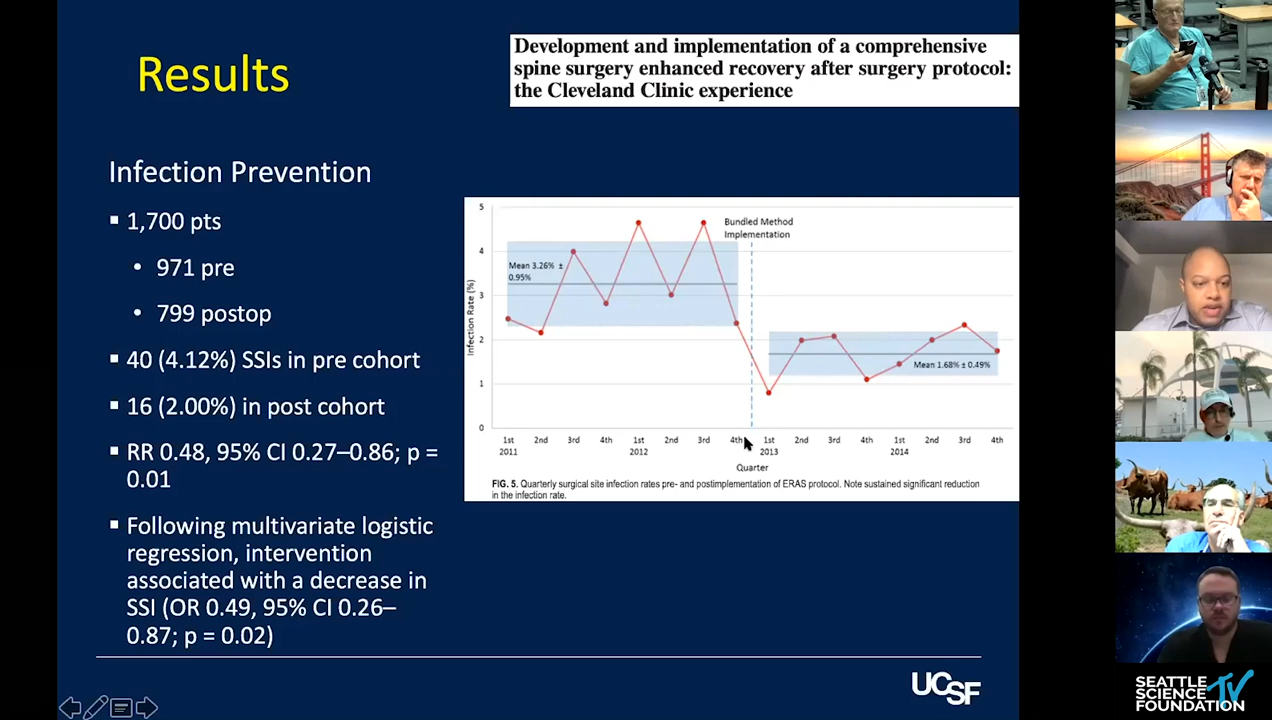 Results
Development and implementation of a comprehensive
spine surgery enhanced recovery after surgery protocol:
the Cleveland Clinic experience
Infection Prevention
▪ 1,700 pts
• 971 pre
• 799 postop
▪ 40 (4.12%) SSIs in pre cohort
▪ 16 (2.00%) in post cohort
▪ RR 0.48, 95% CI 0.27–0.86; p =
0.01
▪ Following multivariate logistic
regression, intervention
associated with a decrease in
SSI (OR 0.49, 95% CI 0.26–
0.87; p = 0.02)
5
4
3
2
1
0
Infection Rate (%)
Bundled Method
Implementation
Mean 3.26% ±
0.95%
Mean 1.68% ± 0.49%
1st 2nd 3rd 4th 1st 2nd 3rd 4th 1st 2nd 3rd 4th 1st 2nd 3rd 4th
2011 2012 2013 2014
Quarter
FIG. 5. Quarterly surgical site infection rates pre- and postimplementation of ERAS protocol. Note sustained significant reduction
in the infection rate.
UCSF
SEATTLE
SCIENCE
FOUNDATION
TV